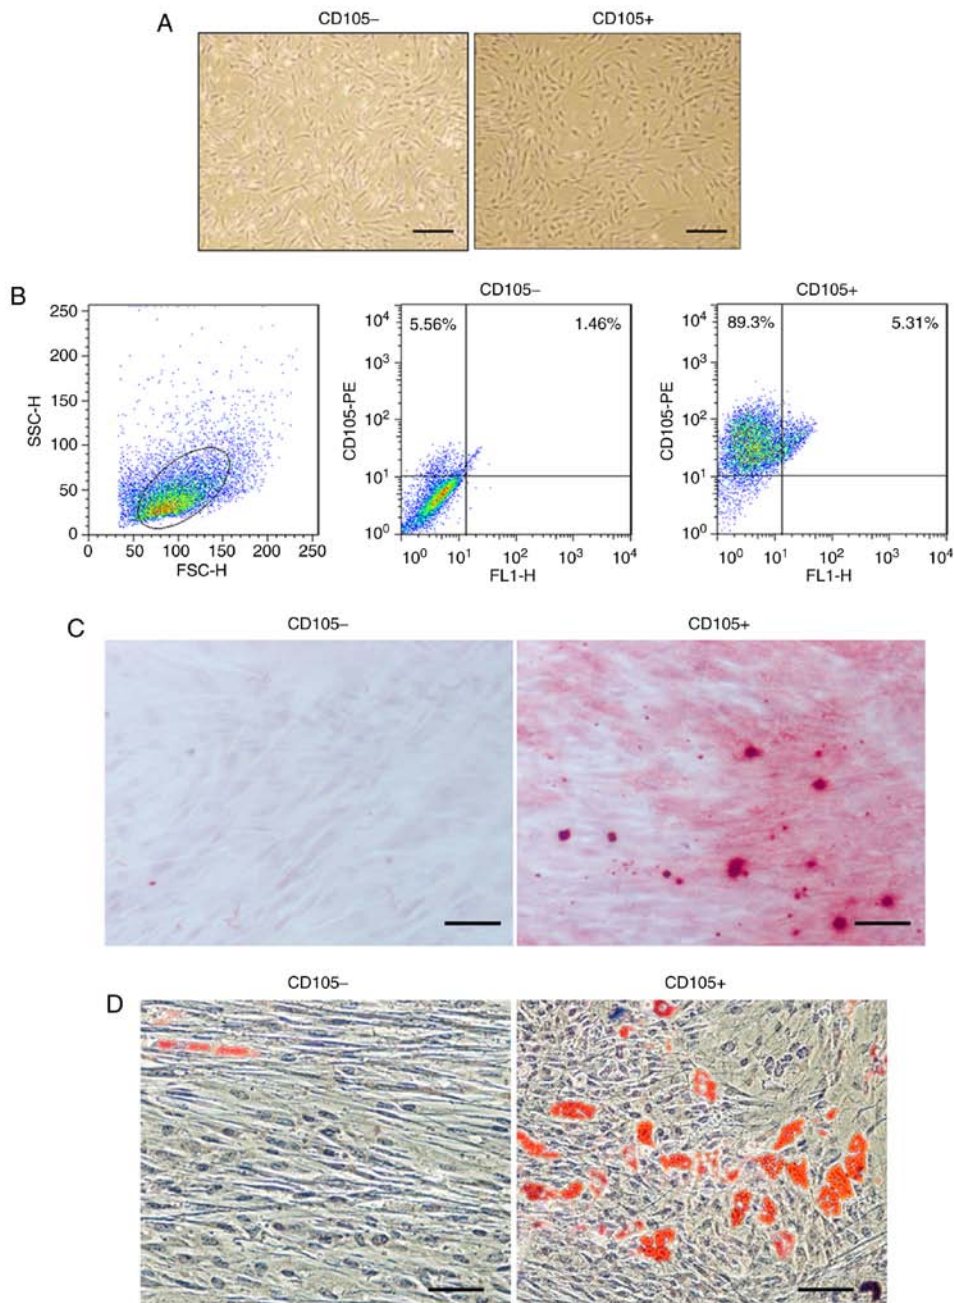 A
CD105–
CD105+
B
250
200
150
100
50
0
SSC-H
0
50
100
150
200
250
FSC-H
CD105–
5.56%
1.46%
10⁴
10³
10²
10¹
10⁰
CD105-PE
10⁰
10¹
10²
10³
10⁴
FL1-H
CD105+
89.3%
5.31%
10⁴
10³
10²
10¹
10⁰
CD105-PE
10⁰
10¹
10²
10³
10⁴
FL1-H
C
CD105–
CD105+
D
CD105–
CD105+